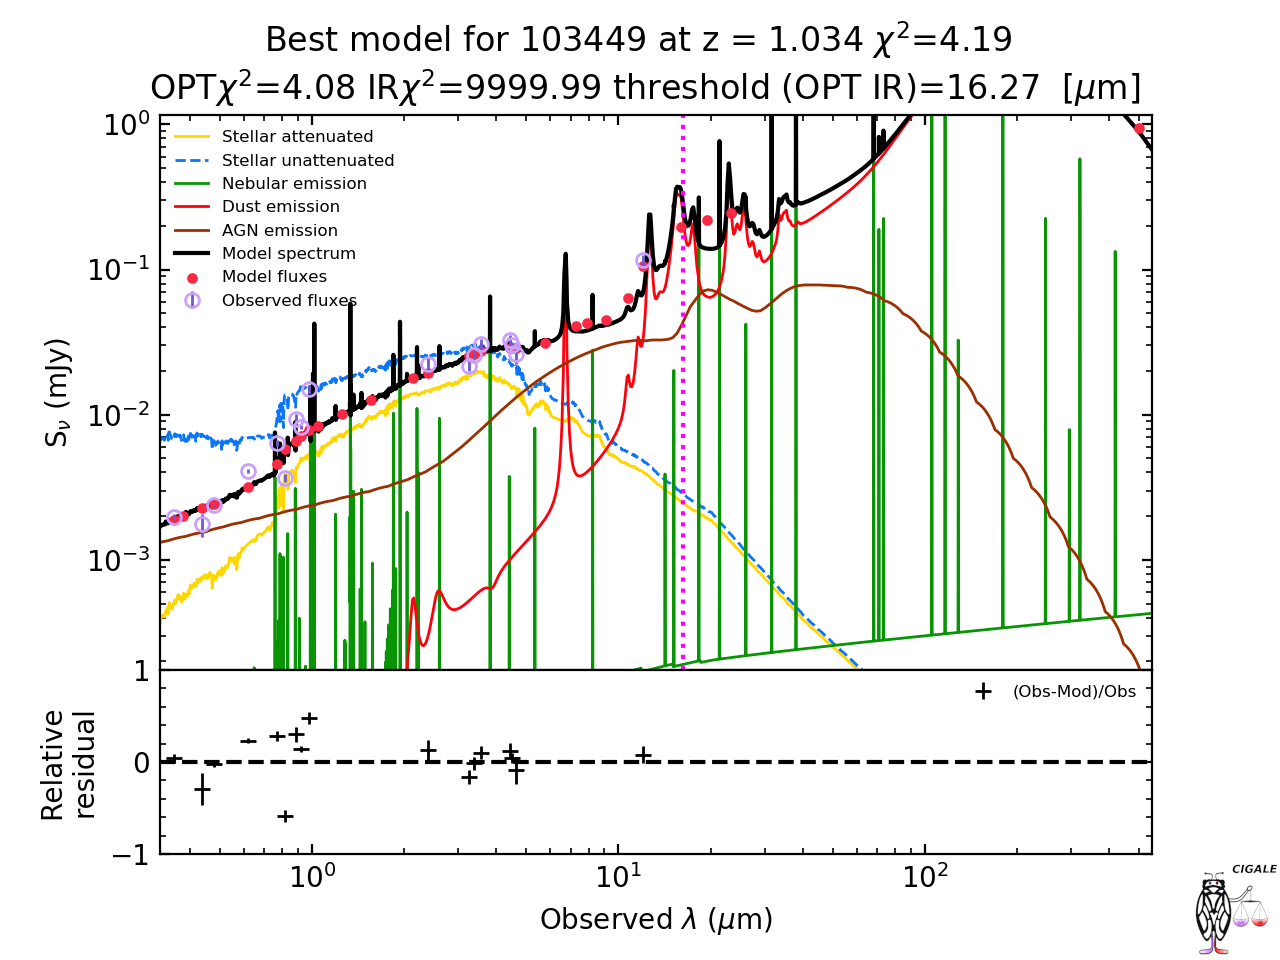 Best model for 103449 at z = 1.034 χ²=4.19
OPTχ²=4.08 IRχ²=9999.99 threshold (OPT IR)=16.27 [μm]
10⁰
10⁻¹
10⁻²
10⁻³
Sν (mJy)
Stellar attenuated
Stellar unattenuated
Nebular emission
Dust emission
AGN emission
Model spectrum
Model fluxes
Observed fluxes
1
0
−1
Relative
residual
(Obs-Mod)/Obs
10⁰ 10¹ 10²
Observed λ (μm)
CIGALE